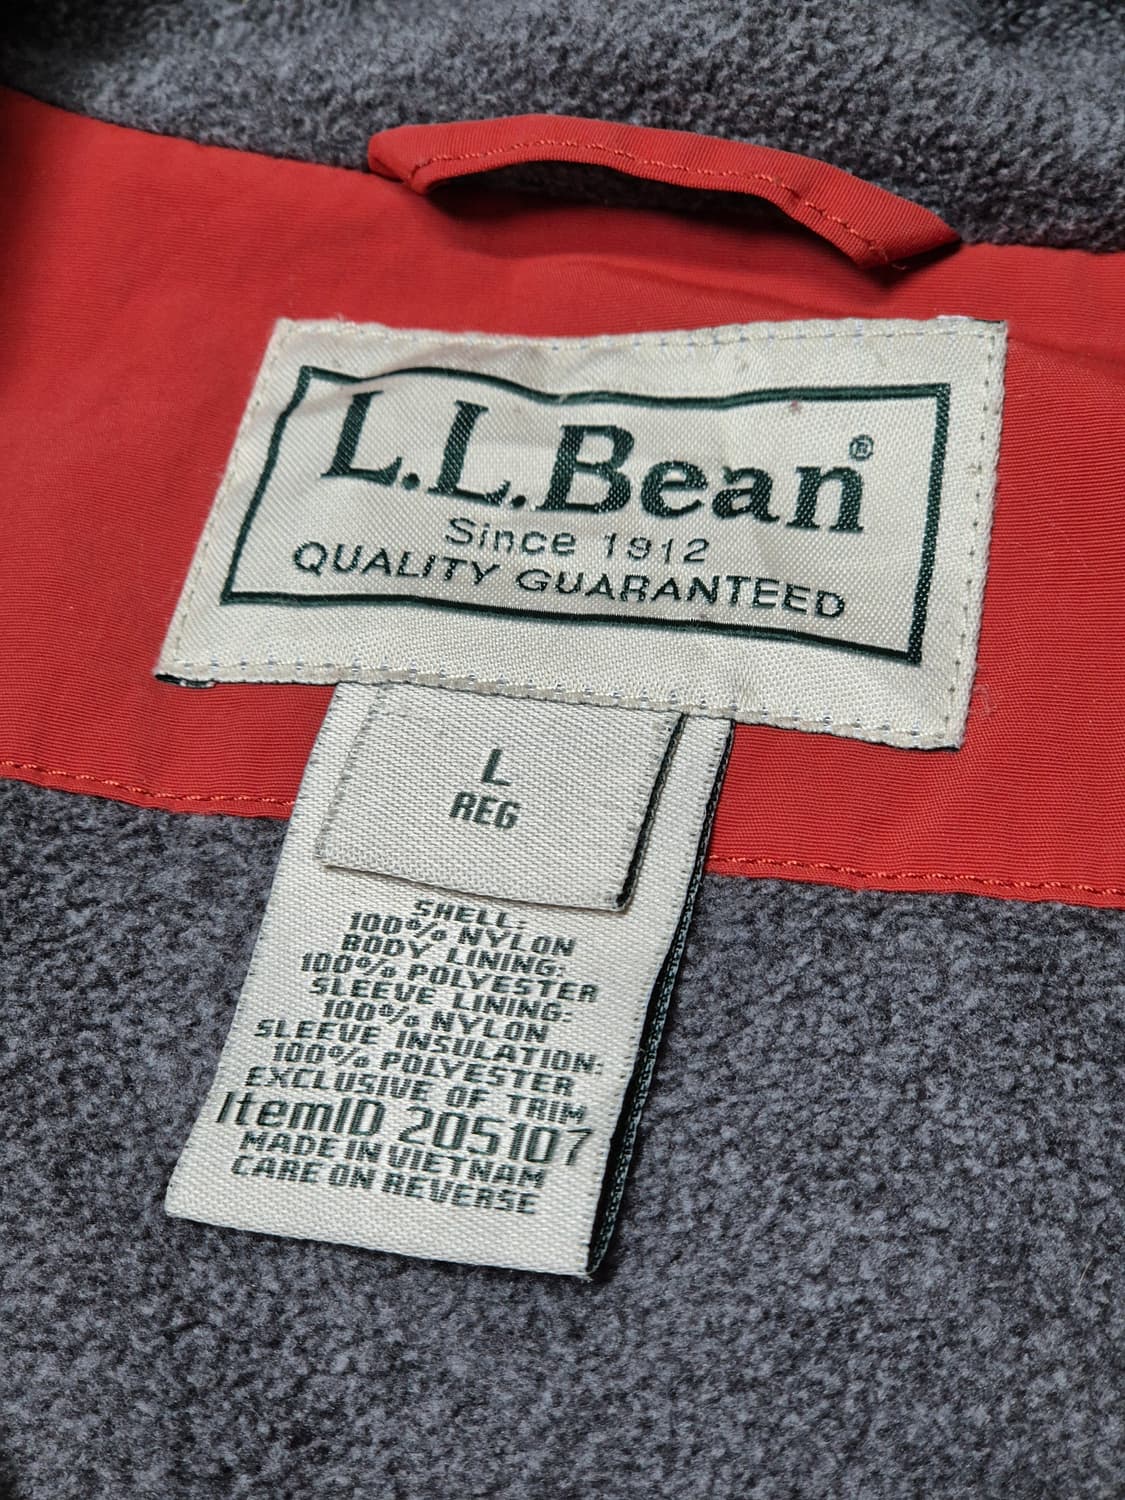 L.L.Bean®
Since 1912
QUALITY GUARANTEED
L
REG
SHELL:
100% NYLON
BODY LINING:
100% POLYESTER
SLEEVE LINING:
100% NYLON
SLEEVE INSULATION:
100% POLYESTER
EXCLUSIVE OF TRIM
ItemID 205107
MADE IN VIETNAM
CARE ON REVERSE